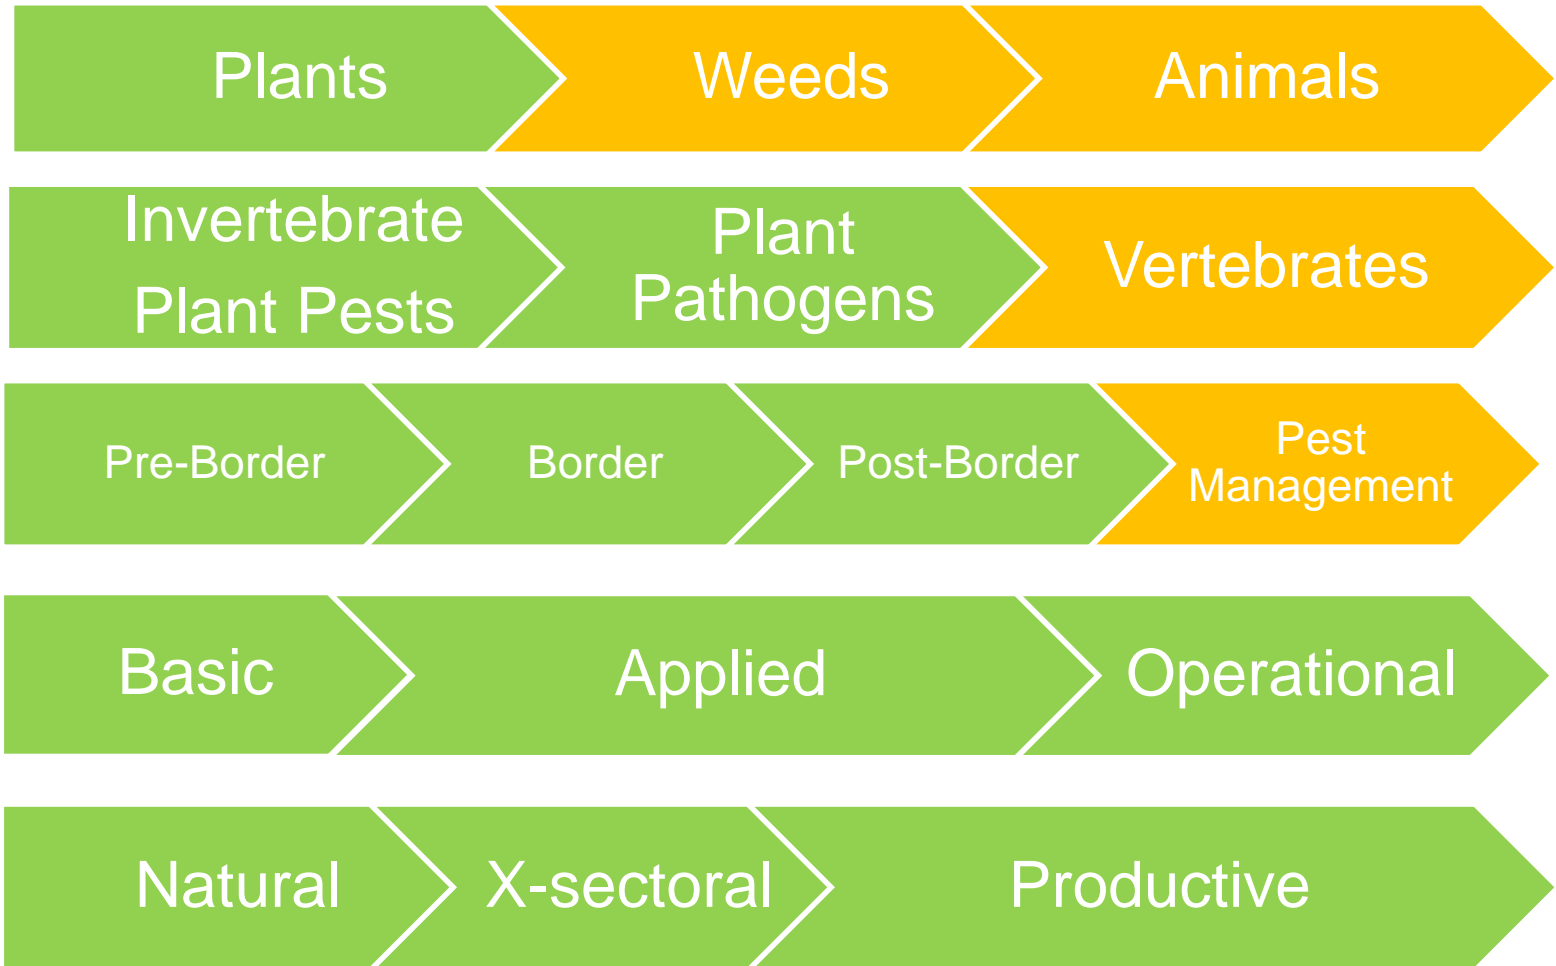 Plants
Weeds
Animals
Invertebrate
Plant Pests
Plant
Pathogens
Vertebrates
Pre-Border
Border
Post-Border
Pest
Management
Basic
Applied
Operational
Natural
X-sectoral
Productive